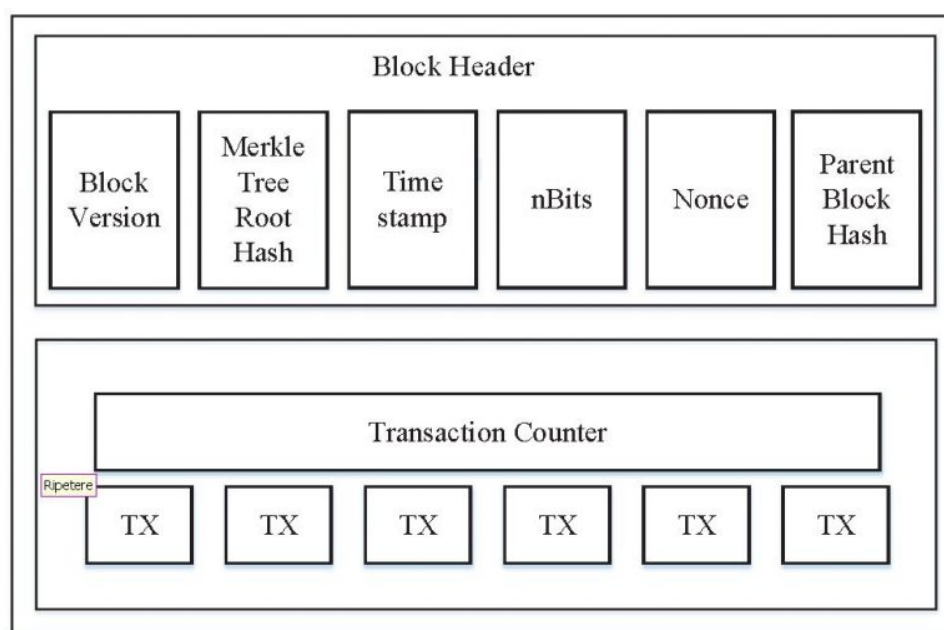 Block Header
Block
Version
Merkle
Tree
Root
Hash
Time
stamp
nBits
Nonce
Parent
Block
Hash
Transaction Counter
Ripetere
TX TX TX TX TX TX